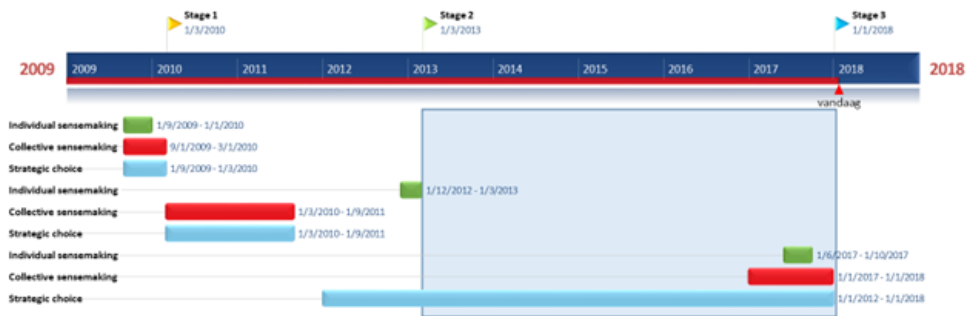 Stage 1
1/3/2010
Stage 2
1/3/2013
Stage 3
1/1/2018
2009
2009
2010
2011
2012
2013
2014
2015
2016
2017
2018
2018
vandaag
Individual sensemaking
1/9/2009 - 1/1/2010
Collective sensemaking
9/1/2009 - 3/1/2010
Strategic choice
1/9/2009 - 1/3/2010
Individual sensemaking
1/12/2012 - 1/3/2013
Collective sensemaking
1/3/2010 - 1/9/2011
Strategic choice
1/3/2010 - 1/9/2011
Individual sensemaking
1/6/2017 - 1/10/2017
Collective sensemaking
1/1/2017 - 1/1/2018
Strategic choice
1/1/2012 - 1/1/2018